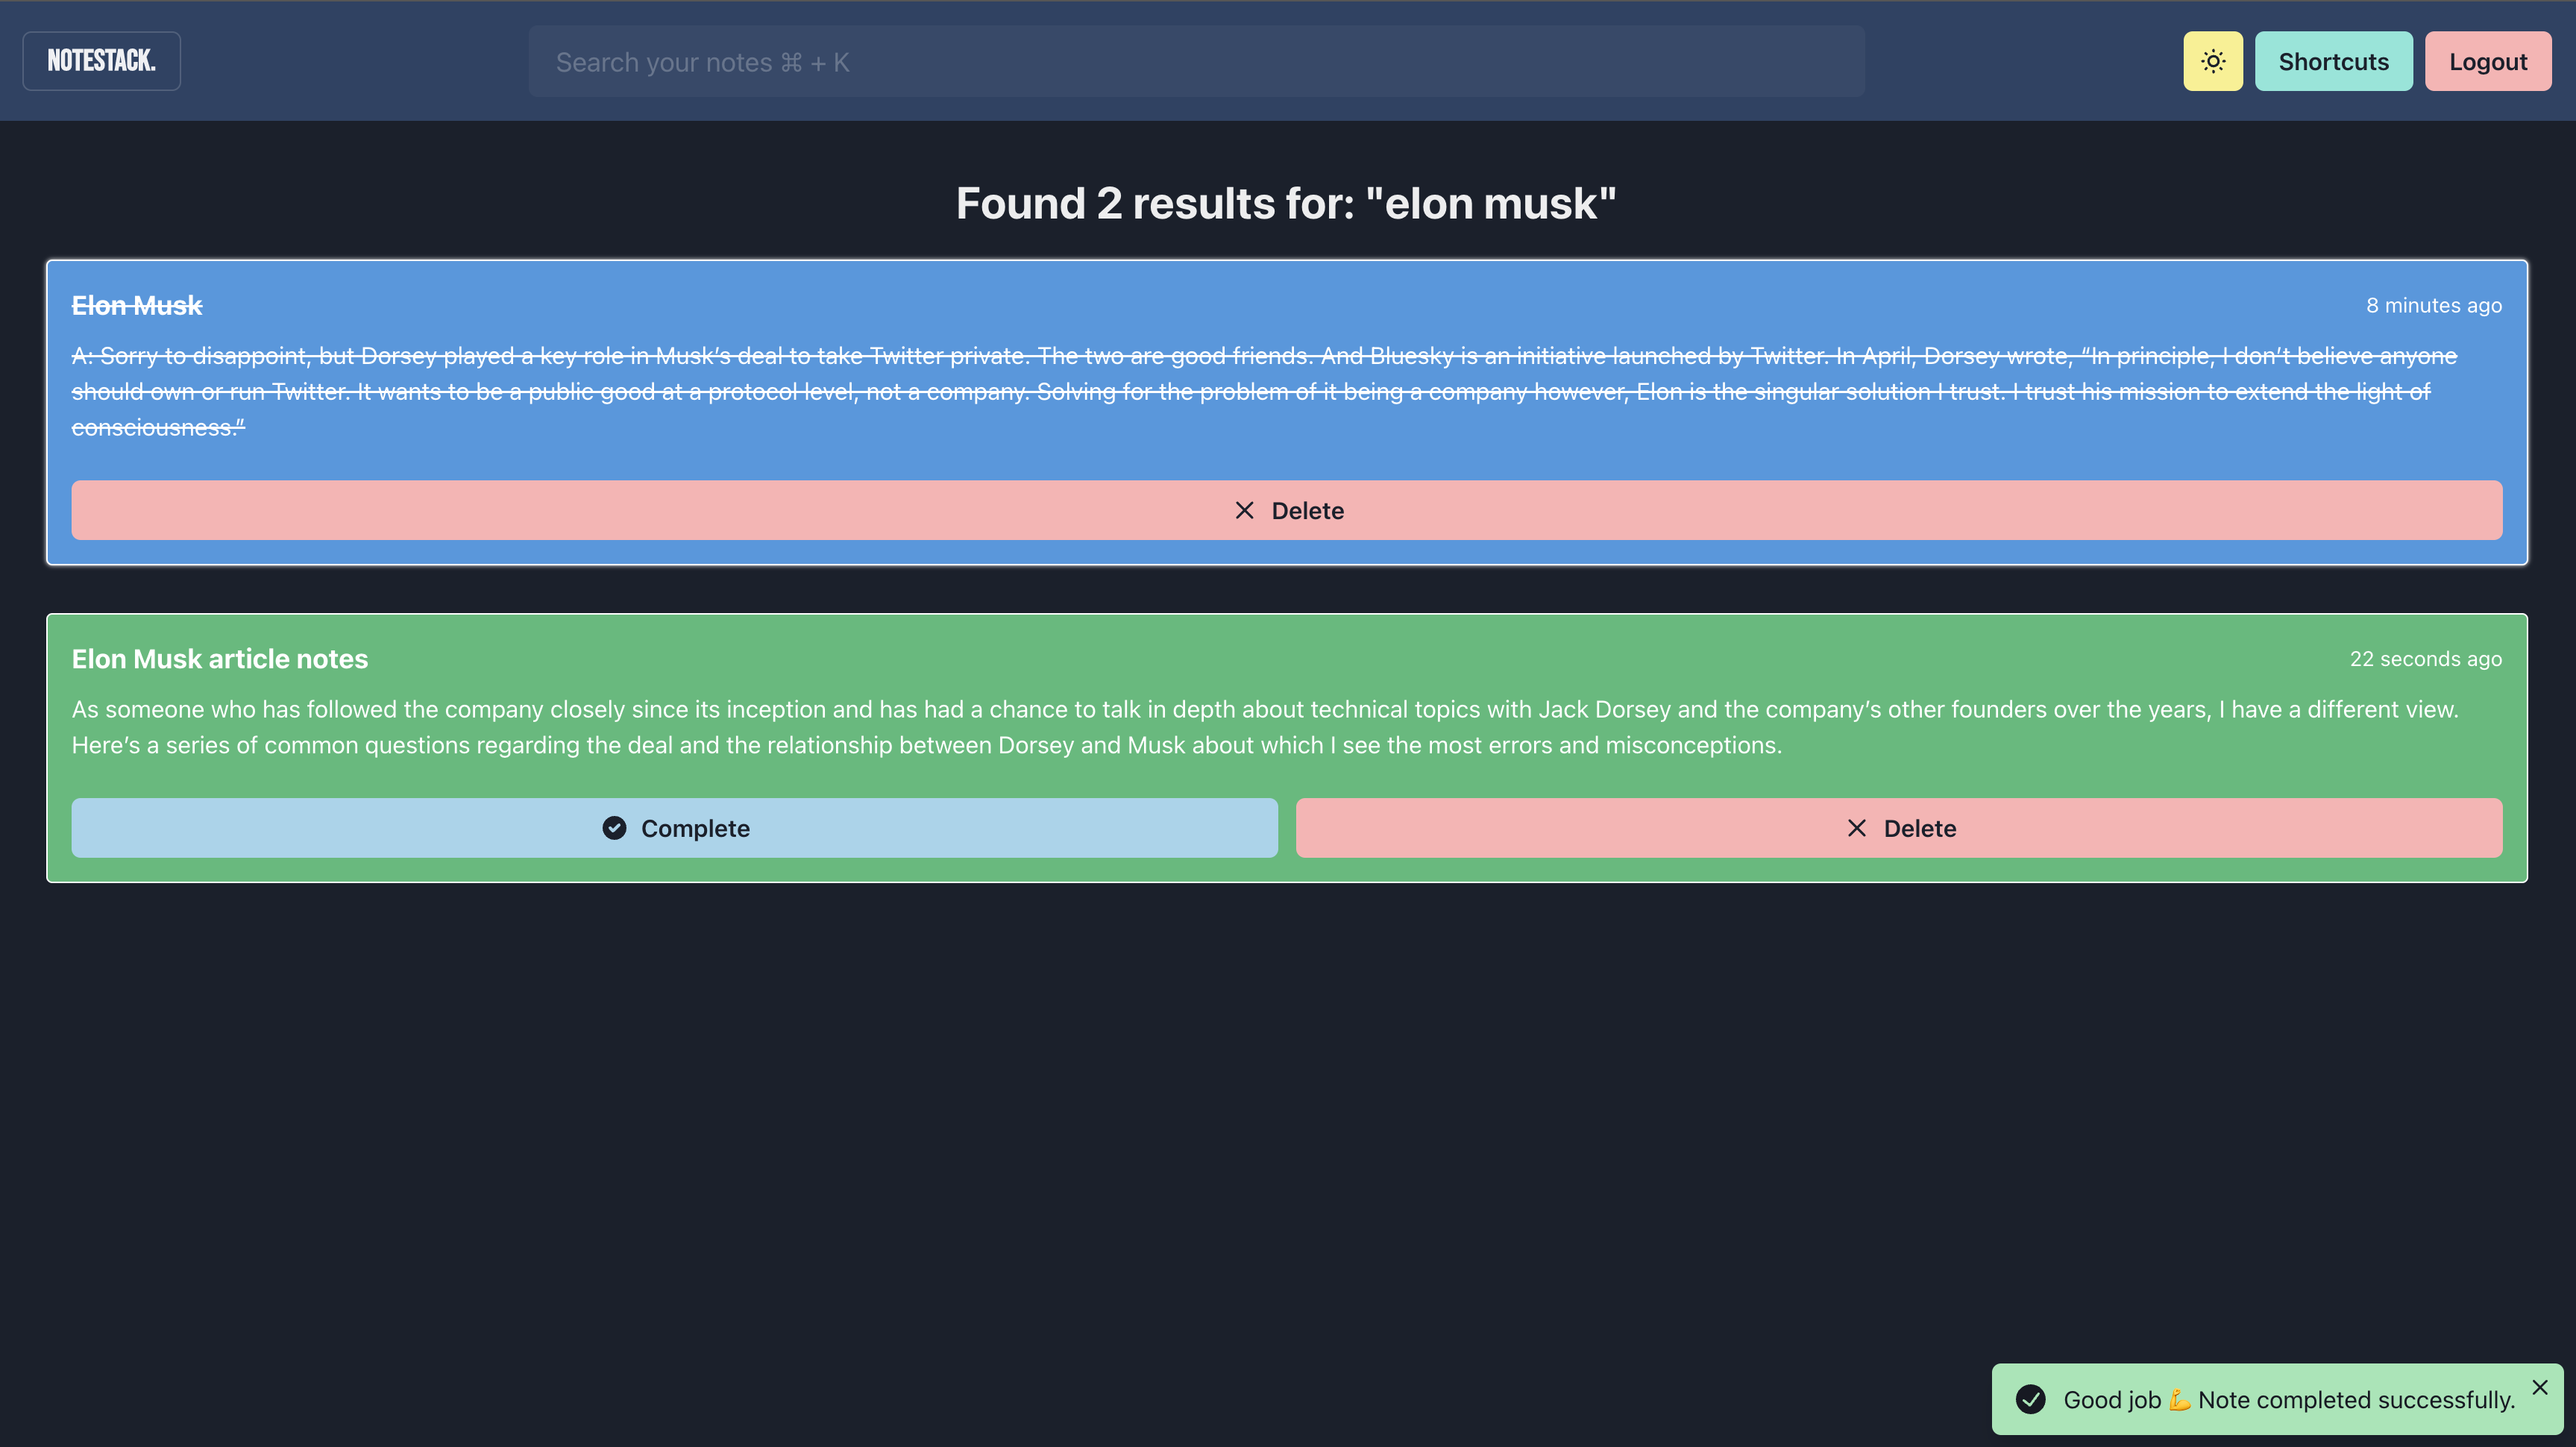 NOTESTACK.
Search your notes ⌘ + K
Shortcuts
Logout
Found 2 results for: "elon musk"
Elon Musk
8 minutes ago
A: Sorry to disappoint, but Dorsey played a key role in Musk’s deal to take Twitter private. The two are good friends. And Bluesky is an initiative launched by Twitter. In April, Dorsey wrote, “In principle, I don’t believe anyone
should own or run Twitter. It wants to be a public good at a protocol level, not a company. Solving for the problem of it being a company however, Elon is the singular solution I trust. I trust his mission to extend the light of
consciousness.”
Delete
Elon Musk article notes
22 seconds ago
As someone who has followed the company closely since its inception and has had a chance to talk in depth about technical topics with Jack Dorsey and the company’s other founders over the years, I have a different view.
Here’s a series of common questions regarding the deal and the relationship between Dorsey and Musk about which I see the most errors and misconceptions.
Complete
Delete
Good job 💪 Note completed successfully.